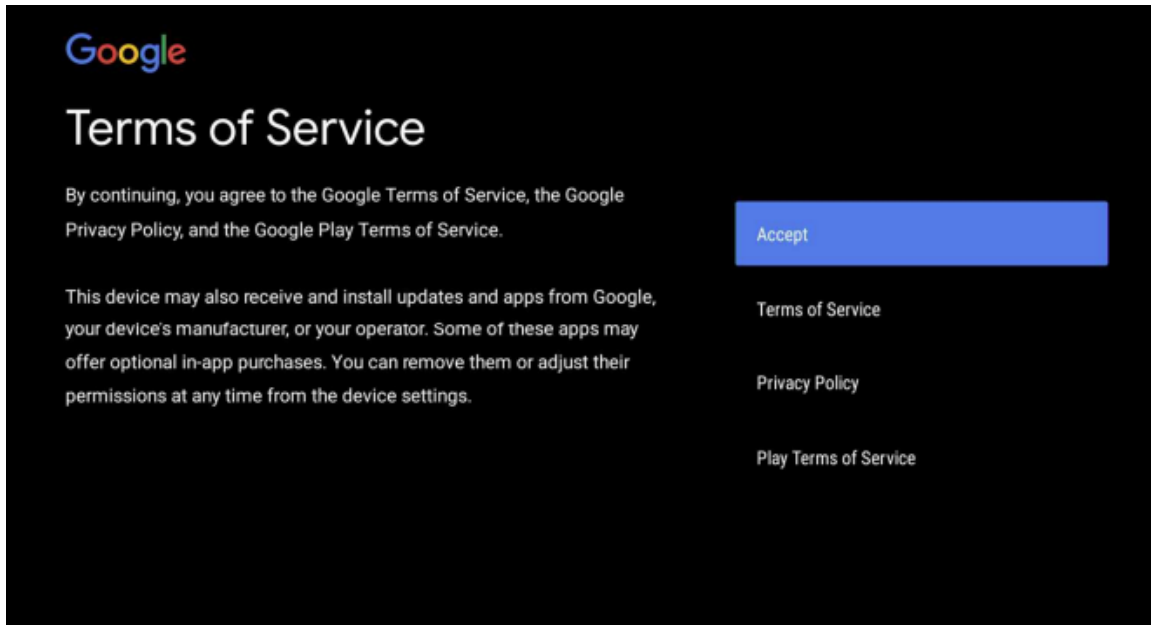 Google
Terms of Service
By continuing, you agree to the Google Terms of Service, the Google
Privacy Policy, and the Google Play Terms of Service.
This device may also receive and install updates and apps from Google,
your device's manufacturer, or your operator. Some of these apps may
offer optional in-app purchases. You can remove them or adjust their
permissions at any time from the device settings.
Accept
Terms of Service
Privacy Policy
Play Terms of Service